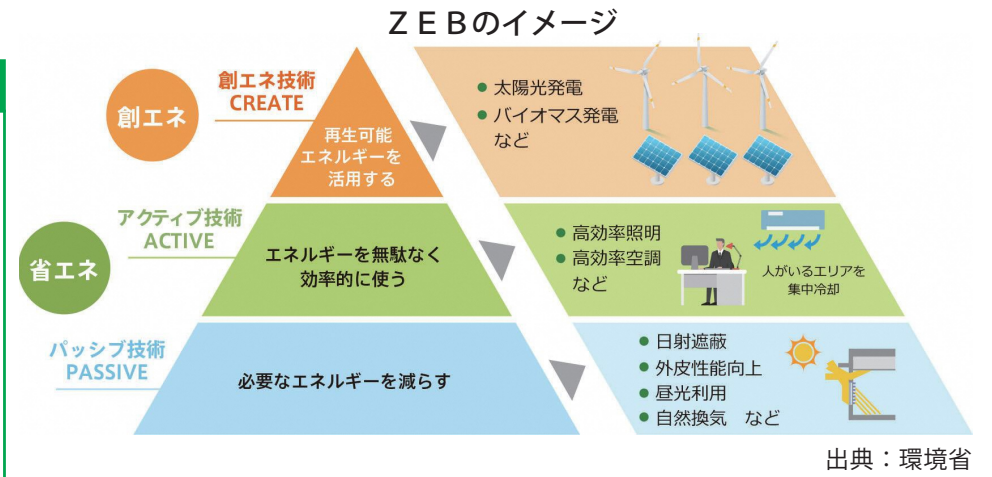 ＺＥＢのイメージ
創エネ
創エネ技術
CREATE
再生可能
エネルギーを
活用する
● 太陽光発電
● バイオマス発電
など
省エネ
アクティブ技術
ACTIVE
エネルギーを無駄なく
効率的に使う
● 高効率照明
● 高効率空調
など
人がいるエリアを
集中冷却
パッシブ技術
PASSIVE
必要なエネルギーを減らす
● 日射遮蔽
● 外皮性能向上
● 昼光利用
● 自然換気　など
出典：環境省